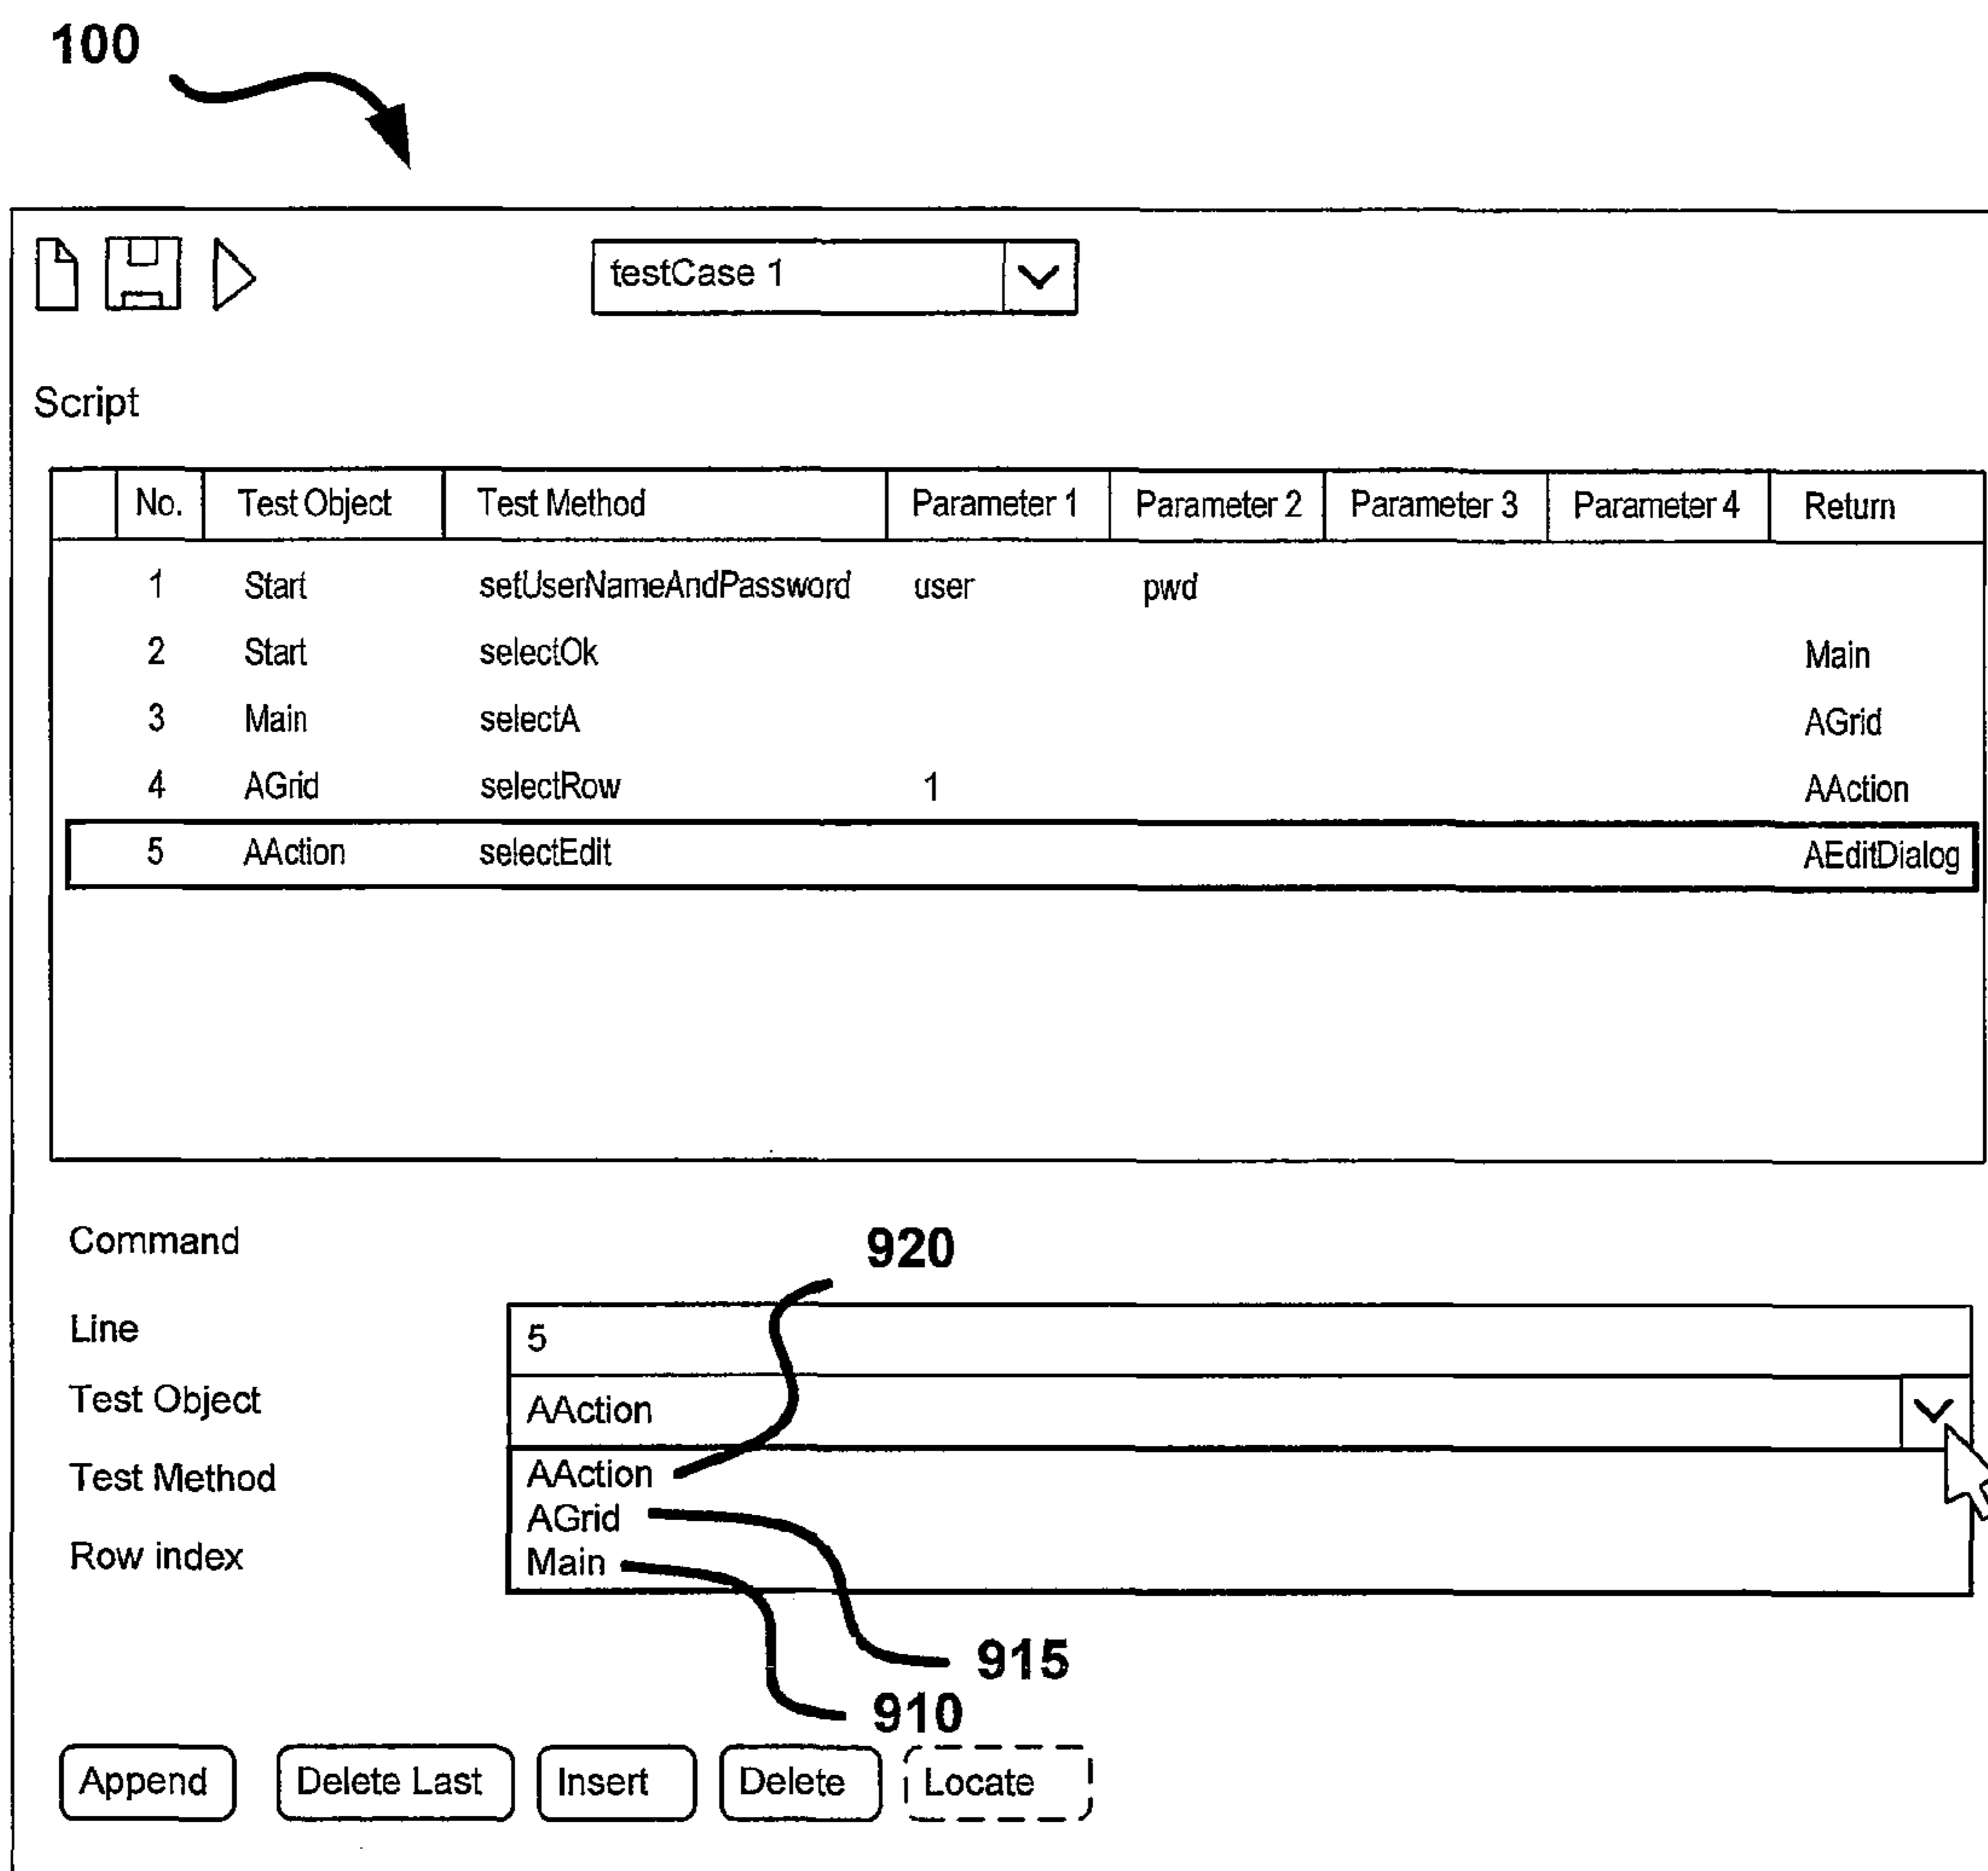 100
testCase 1
Script
No. Test Object Test Method Parameter 1 Parameter 2 Parameter 3 Parameter 4 Return
1 Start setUserNameAndPassword user pwd
2 Start selectOk Main
3 Main selectA AGrid
4 AGrid selectRow 1 AAction
5 AAction selectEdit AEditDialog
Command
920
Line 5
Test Object AAction
Test Method AAction
AGrid
Row index Main
915
910
Append Delete Last Insert Delete Locate